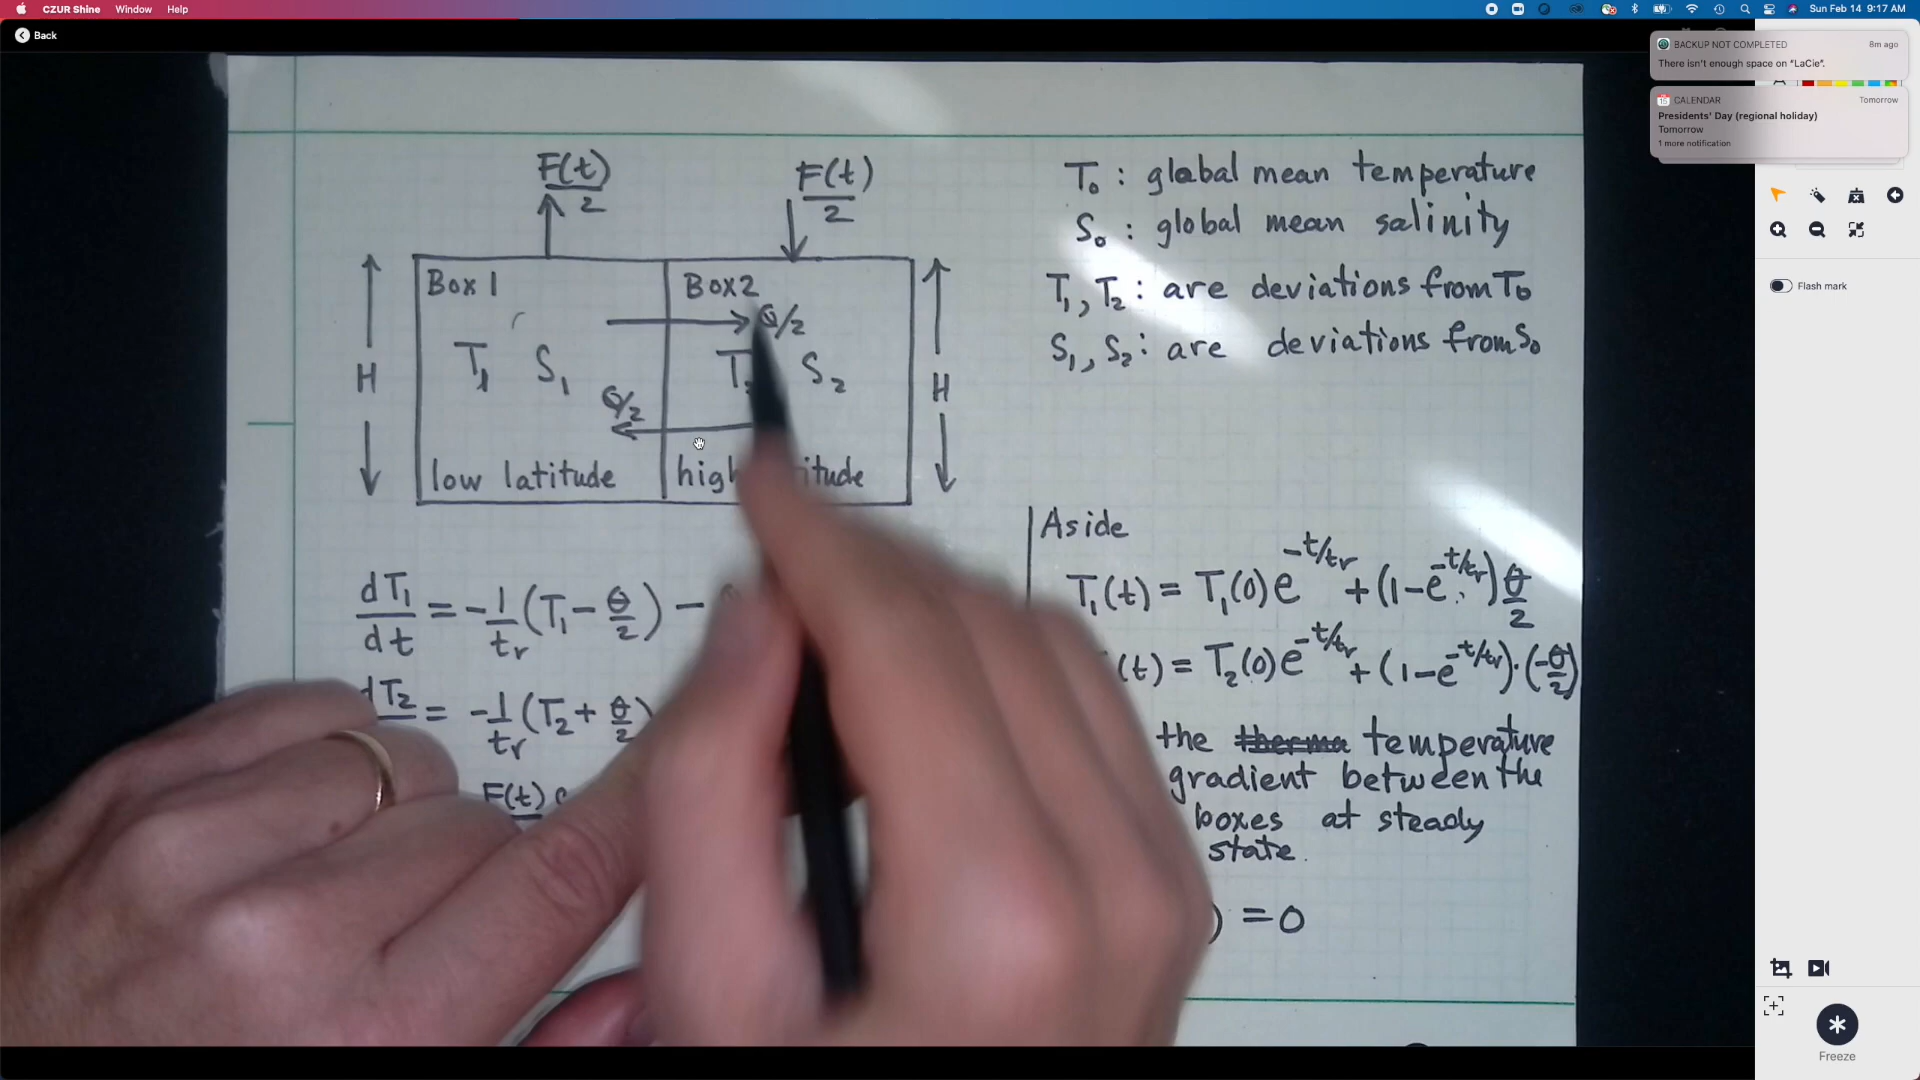 CZUR Shine Window Help
Sun Feb 14 9:17 AM
Back
BACKUP NOT COMPLETED 8m ago
There isn't enough space on “LaCie”.
CALENDAR Tomorrow
Presidents' Day (regional holiday)
Tomorrow
1 more notification
Flash mark
Freeze
F(t)/2 F(t)/2
Box 1 Box2
Q/2
H T₁ S₁ S₂ H
Q/2
low latitude
T₀ : global mean temperature
S₀ : global mean salinity
T₁, T₂ : are deviations from T₀
S₁, S₂ : are deviations from S₀
dT₁/dt = -1/tr (T₁ - θ/2) -
dT₂ = -1/tr (T₂ + θ/2)
F(t)
Aside
T₁(t) = T₁(0)e^(-t/tr) + (1-e^(-t/tr)) θ/2
(t) = T₂(0)e^(-t/tr) + (1-e^(-t/tr))·(-θ/2)
the temperature
gradient between the
boxes at steady
state.
) = 0